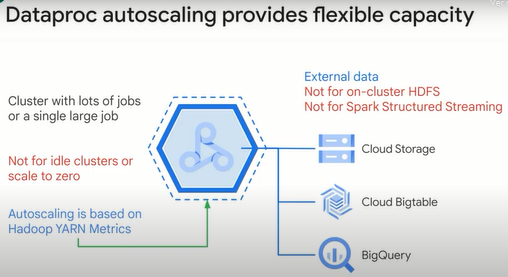 Dataproc autoscaling provides flexible capacity
External data
Not for on-cluster HDFS
Not for Spark Structured Streaming
Cluster with lots of jobs
or a single large job
Not for idle clusters or
scale to zero
Autoscaling is based on
Hadoop YARN Metrics
Cloud Storage
Cloud Bigtable
BigQuery